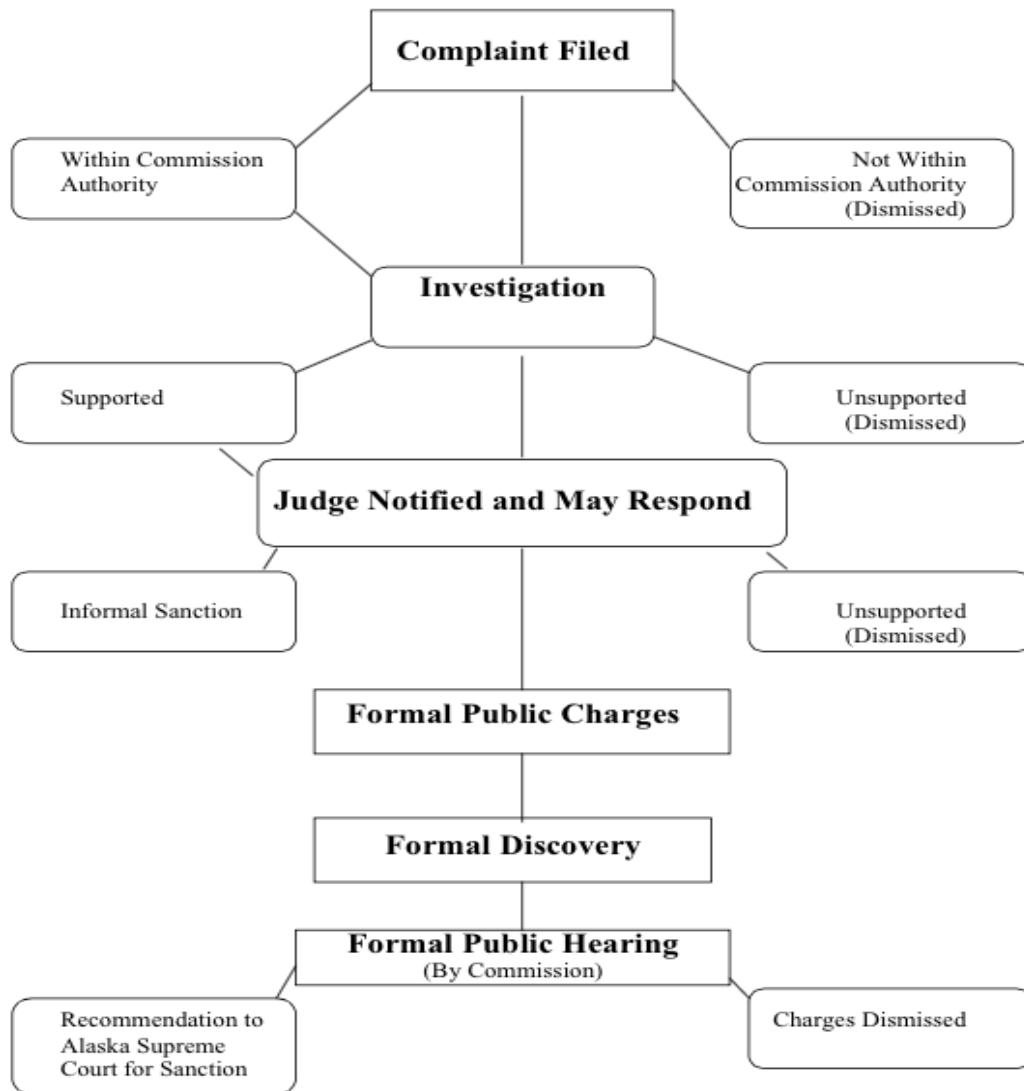 Complaint Filed
Within Commission
Authority
Not Within
Commission Authority
(Dismissed)
Investigation
Supported
Unsupported
(Dismissed)
Judge Notified and May Respond
Informal Sanction
Unsupported
(Dismissed)
Formal Public Charges
Formal Discovery
Formal Public Hearing
(By Commission)
Recommendation to
Alaska Supreme
Court for Sanction
Charges Dismissed